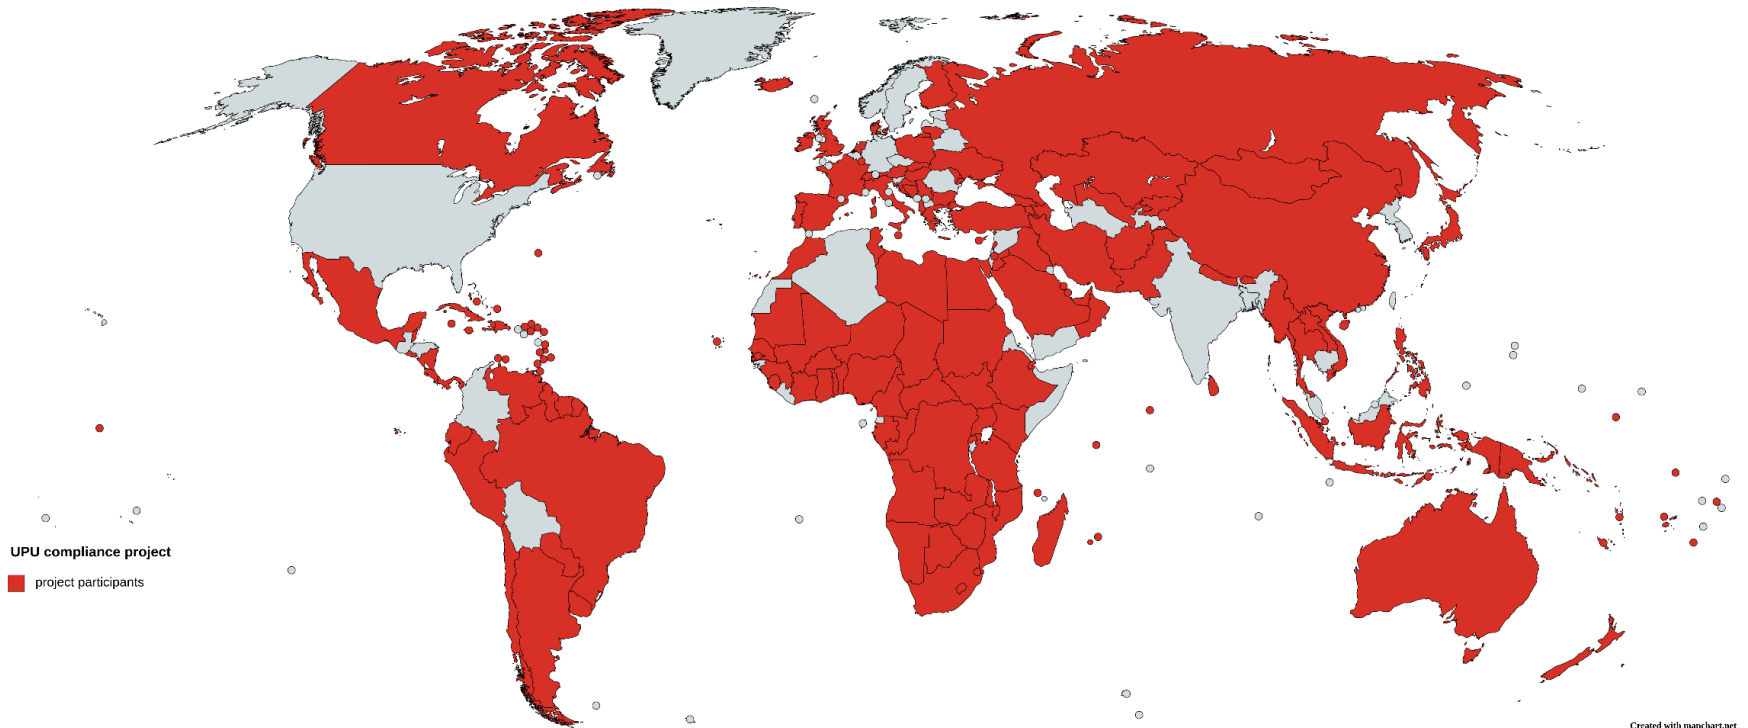 UPU compliance project
project participants
Created with mapchart.net